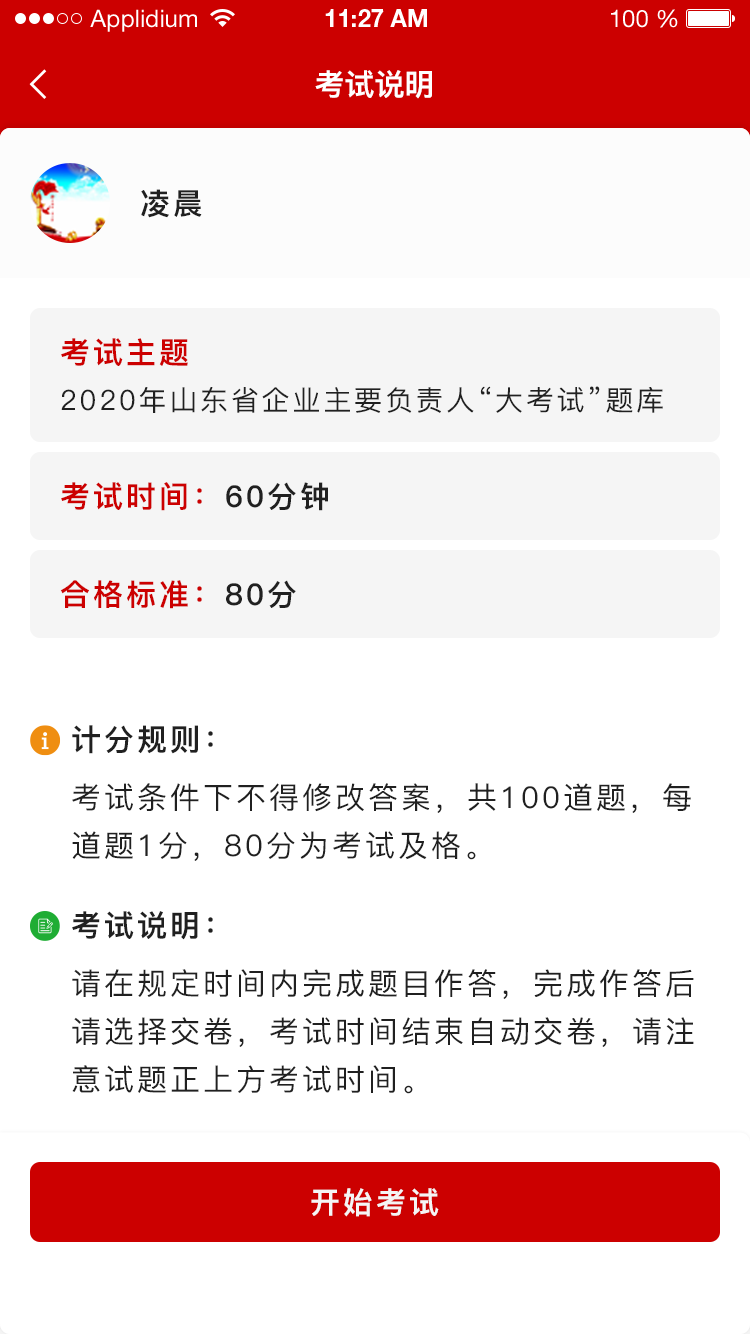 Applidium 11:27 AM 100 %
考试说明
凌晨
考试主题
2020年山东省企业主要负责人“大考试”题库
考试时间：60分钟
合格标准：80分
计分规则：
考试条件下不得修改答案，共100道题，每
道题1分，80分为考试及格。
考试说明：
请在规定时间内完成题目作答，完成作答后
请选择交卷，考试时间结束自动交卷，请注
意试题正上方考试时间。
开始考试